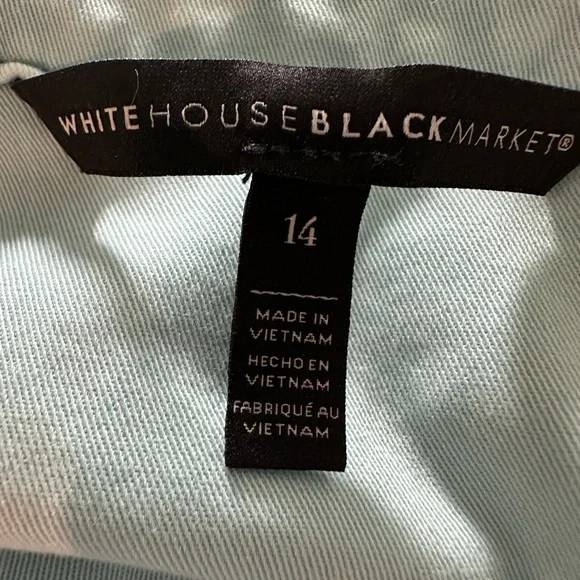 WHITEHOUSEBLACKMARKET®
14
MADE IN
VIETNAM
HECHO EN
VIETNAM
FABRIQUÉ AU
VIETNAM